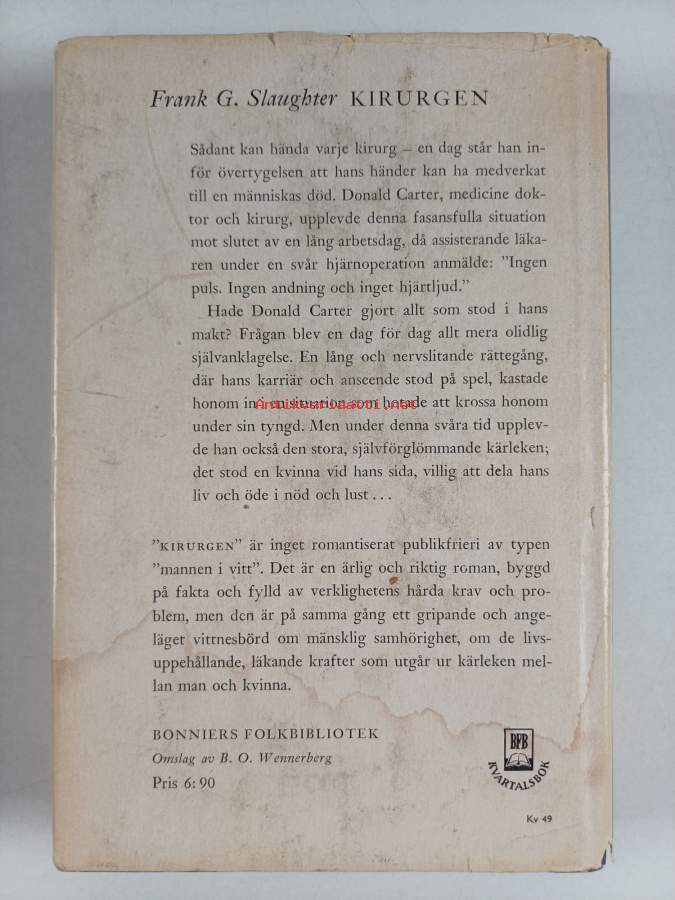 Frank G. Slaughter KIRURGEN
Sådant kan hända varje kirurg – en dag står han in-
för övertygelsen att hans händer kan ha medverkat
till en människas död. Donald Carter, medicine dok-
tor och kirurg, upplevde denna fasansfulla situation
mot slutet av en lång arbetsdag, då assisterande läka-
ren under en svår hjärnoperation anmälde: ”Ingen
puls. Ingen andning och inget hjärtljud.”
Hade Donald Carter gjort allt som stod i hans
makt? Frågan blev en dag för dag allt mera olidlig
självanklagelse. En lång och nervslitande rättegång,
där hans karriär och anseende stod på spel, kastade
honom in i en situation som hotade att krossa honom
Antikvariaatti.net
under sin tyngd. Men under denna svåra tid upplev-
de han också den stora, självförglömmande kärleken;
det stod en kvinna vid hans sida, villig att dela hans
liv och öde i nöd och lust . . .
”KIRURGEN” är inget romantiserat publikfrieri av typen
”mannen i vitt”. Det är en ärlig och riktig roman, byggd
på fakta och fylld av verklighetens hårda krav och pro-
blem, men den är på samma gång ett gripande och ange-
läget vittnesbörd om mänsklig samhörighet, om de livs-
uppehållande, läkande krafter som utgår ur kärleken mel-
lan man och kvinna.
BONNIERS FOLKBIBLIOTEK
Omslag av B. O. Wennerberg
Pris 6: 90
BFB
KVARTALSBOK
Kv 49